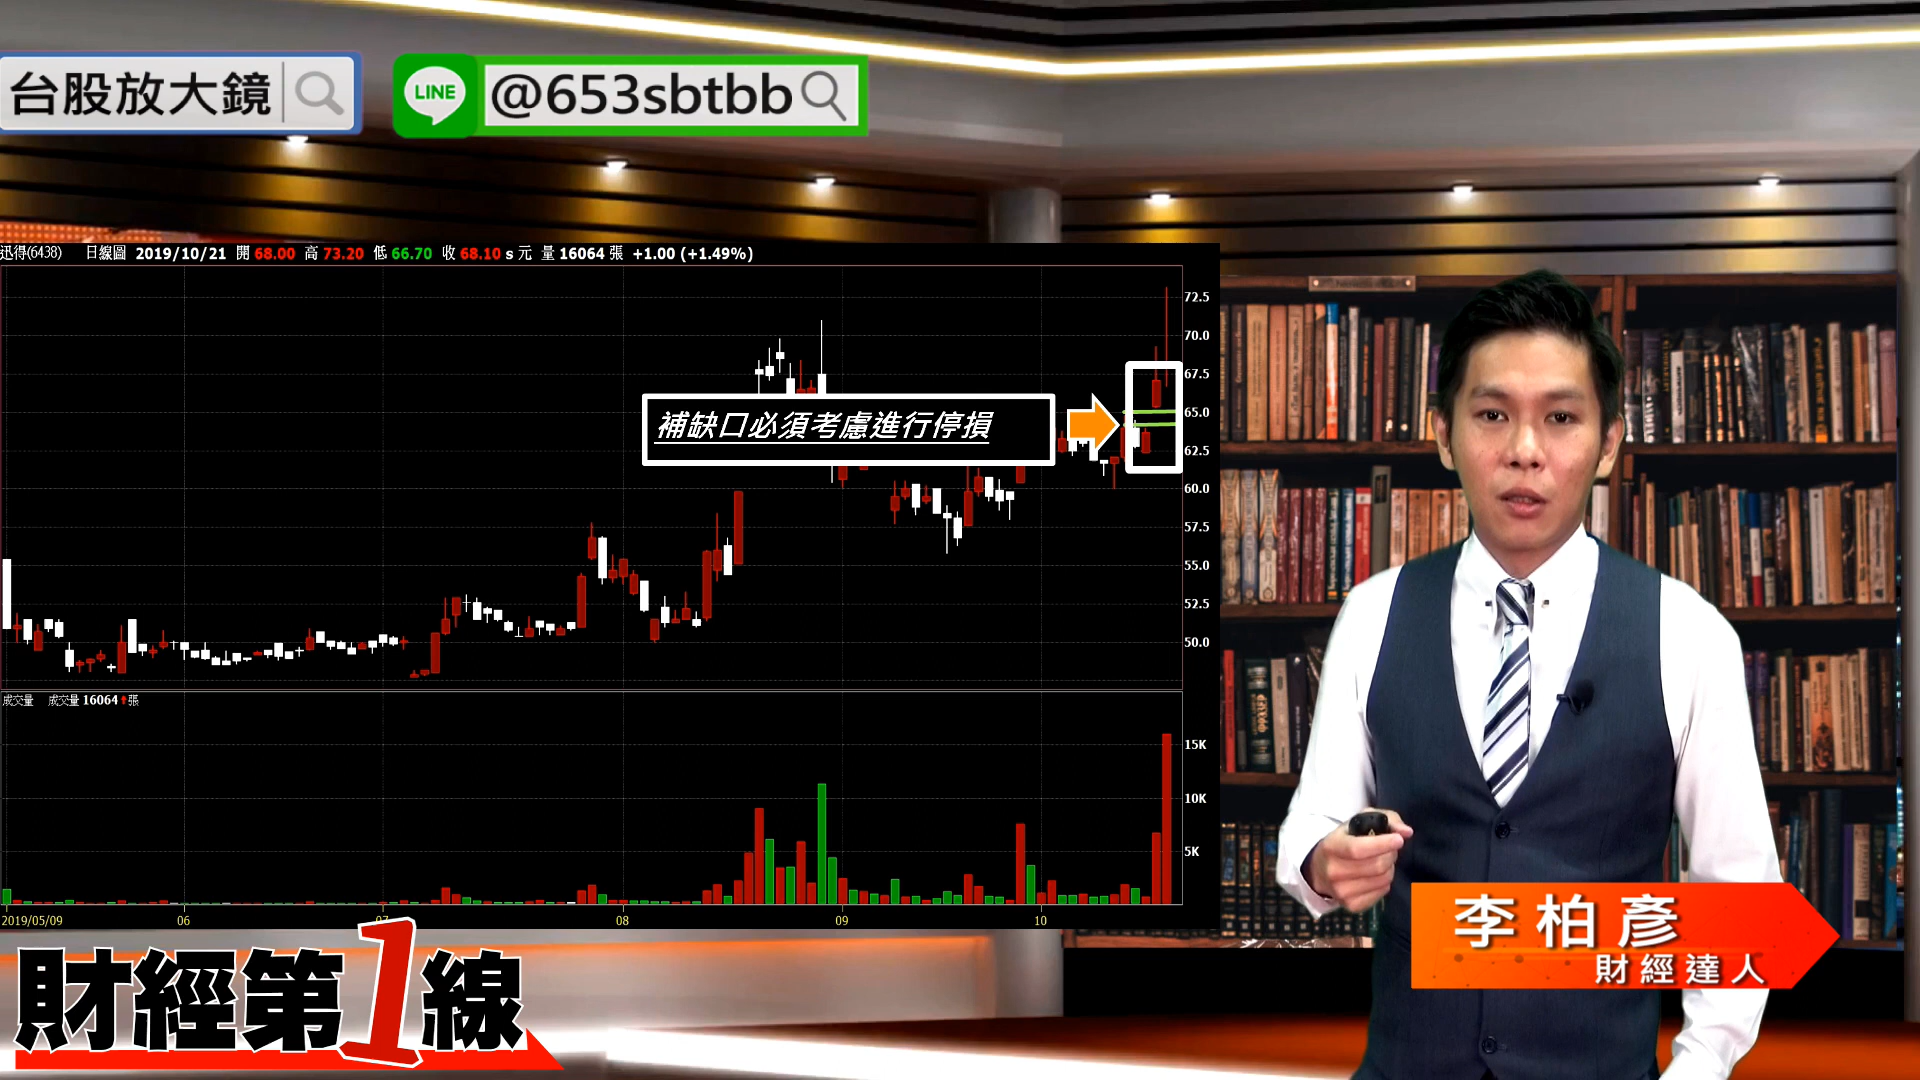 台股放大鏡
LINE @653sbtbb
迅得(6438) 日線圖 2019/10/21 開 68.00 高 73.20 低 66.70 收 68.10 s 元 量 16064 張 +1.00 (+1.49%)
72.5
70.0
67.5
補缺口必須考慮進行停損
65.0
62.5
60.0
57.5
55.0
52.5
50.0
成交量 成交量 16064 張
15K
10K
5K
2019/05/09 06 07 08 09 10
李柏彥
財經達人
財經第1線